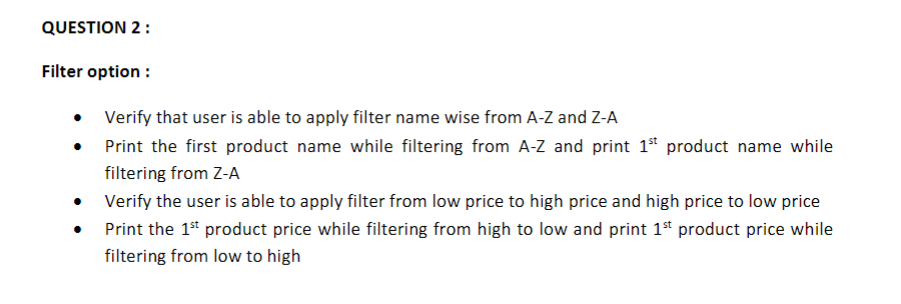 QUESTION 2 :
Filter option :
• Verify that user is able to apply filter name wise from A-Z and Z-A
• Print the first product name while filtering from A-Z and print 1st product name while
filtering from Z-A
• Verify the user is able to apply filter from low price to high price and high price to low price
• Print the 1st product price while filtering from high to low and print 1st product price while
filtering from low to high